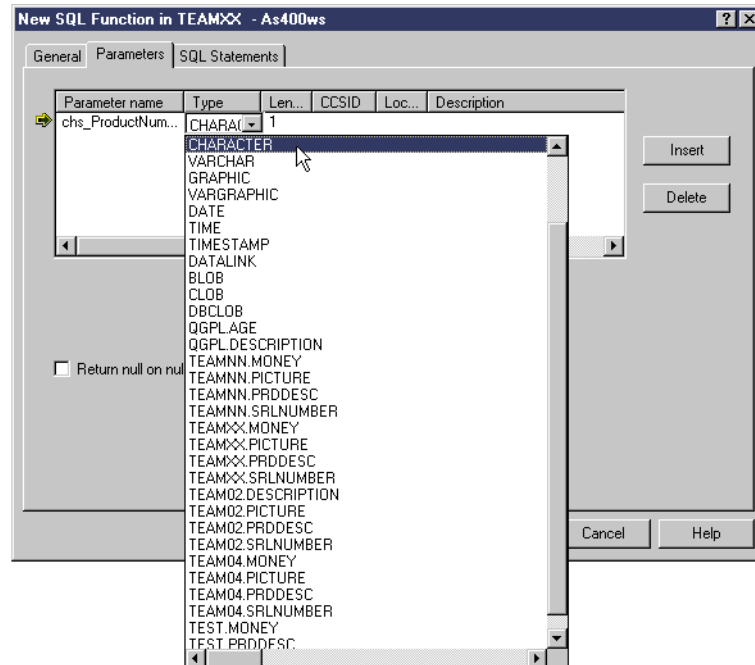 New SQL Function in TEAMXX - As400ws
General Parameters SQL Statements
Parameter name Type Len... CCSID Loc... Description
chs_ProductNum... CHARA( 1
CHARACTER
VARCHAR
GRAPHIC
VARGRAPHIC
DATE
TIME
TIMESTAMP
DATALINK
BLOB
CLOB
DBCLOB
QGPL.AGE
QGPL.DESCRIPTION
TEAMNN.MONEY
TEAMNN.PICTURE
TEAMNN.PRDDESC
TEAMNN.SRLNUMBER
TEAMXX.MONEY
TEAMXX.PICTURE
TEAMXX.PRDDESC
TEAMXX.SRLNUMBER
TEAM02.DESCRIPTION
TEAM02.PICTURE
TEAM02.PRDDESC
TEAM02.SRLNUMBER
TEAM04.MONEY
TEAM04.PICTURE
TEAM04.PRDDESC
TEAM04.SRLNUMBER
TEST.MONEY
TEST.PRDDESC
Insert
Delete
Return null on nul
Cancel Help